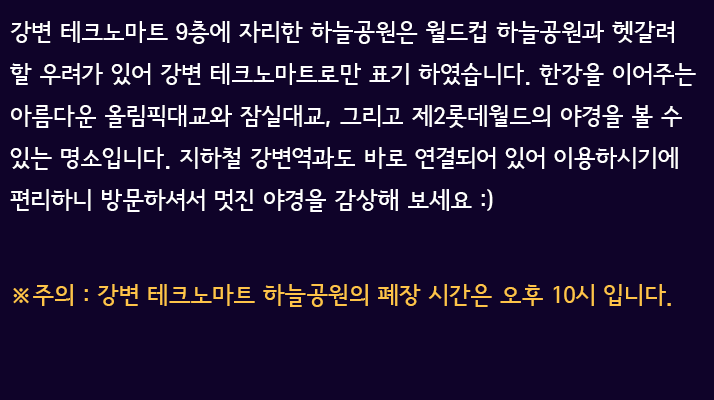 강변 테크노마트 9층에 자리한 하늘공원은 월드컵 하늘공원과 헷갈려
할 우려가 있어 강변 테크노마트로만 표기 하였습니다. 한강을 이어주는
아름다운 올림픽대교와 잠실대교, 그리고 제2롯데월드의 야경을 볼 수
있는 명소입니다. 지하철 강변역과도 바로 연결되어 있어 이용하시기에
편리하니 방문하셔서 멋진 야경을 감상해 보세요 :)
※주의 : 강변 테크노마트 하늘공원의 폐장 시간은 오후 10시 입니다.